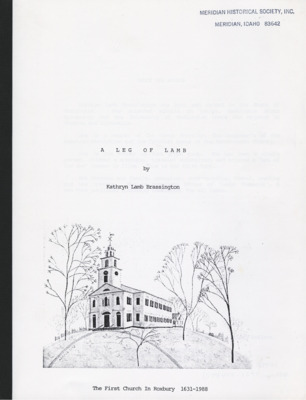 MERIDIAN HISTORICAL SOCIETY, INC.
MERIDIAN, IDAHO 83642
A LEG OF LAMB
by
Kathryn Lamb Brassington
The First Church In Roxbury 1631-1988